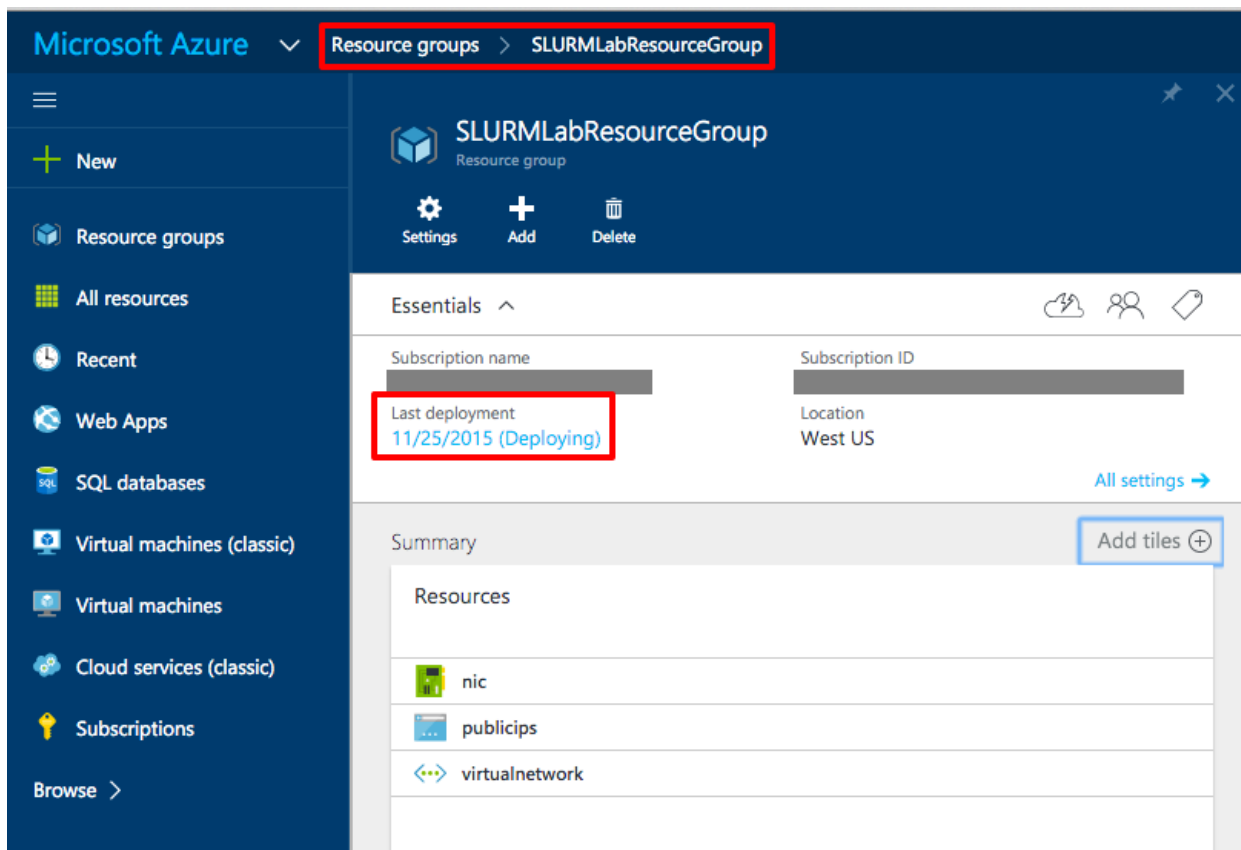 Microsoft Azure Resource groups > SLURMLabResourceGroup
New
Resource groups
All resources
Recent
Web Apps
SQL databases
Virtual machines (classic)
Virtual machines
Cloud services (classic)
Subscriptions
Browse >
SLURMLabResourceGroup
Resource group
Settings Add Delete
Essentials
Subscription name Subscription ID
Last deployment Location
11/25/2015 (Deploying) West US
All settings →
Summary Add tiles
Resources
nic
publicips
virtualnetwork